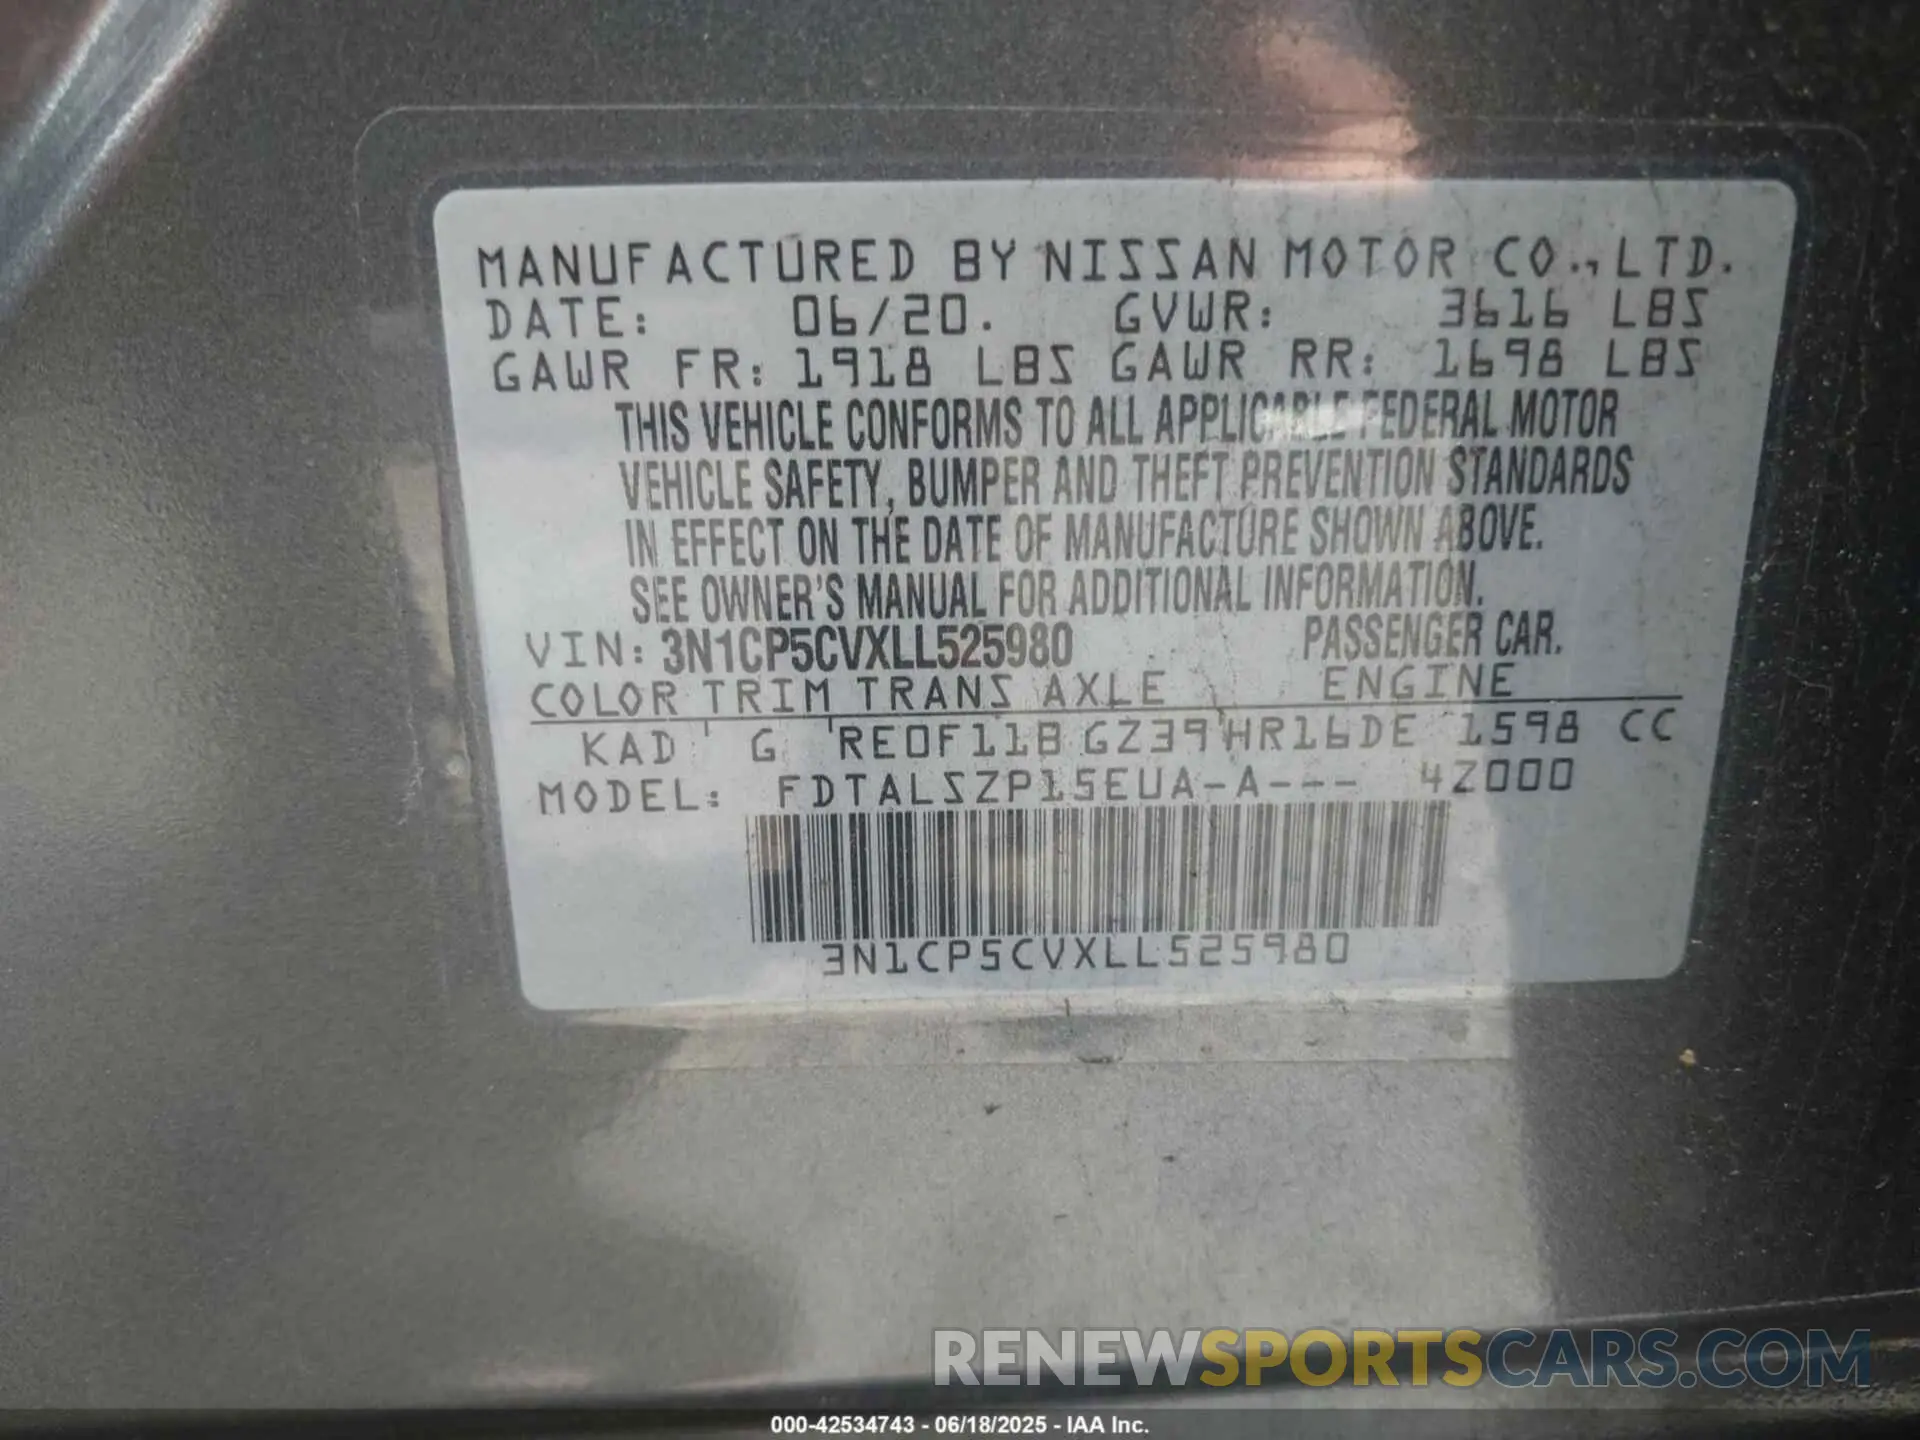 MANUFACTURED BY NISSAN MOTOR CO., LTD.
DATE: 06/20. GVWR: 3616 LBS
GAWR FR: 1918 LBS GAWR RR: 1698 LBS
THIS VEHICLE CONFORMS TO ALL APPLICABLE FEDERAL MOTOR
VEHICLE SAFETY, BUMPER AND THEFT PREVENTION STANDARDS
IN EFFECT ON THE DATE OF MANUFACTURE SHOWN ABOVE.
SEE OWNER'S MANUAL FOR ADDITIONAL INFORMATION.
VIN: 3N1CP5CVXLL525980 PASSENGER CAR.
COLOR TRIM TRANS AXLE ENGINE
KAD G RE0F11B GZ39 HR16DE 1598 CC
MODEL: FDTALSZP15EUA-A--- 4Z000
3N1CP5CVXLL525980
RENEWSPORTSCARS.COM
000-42534743 - 06/18/2025 - IAA Inc.